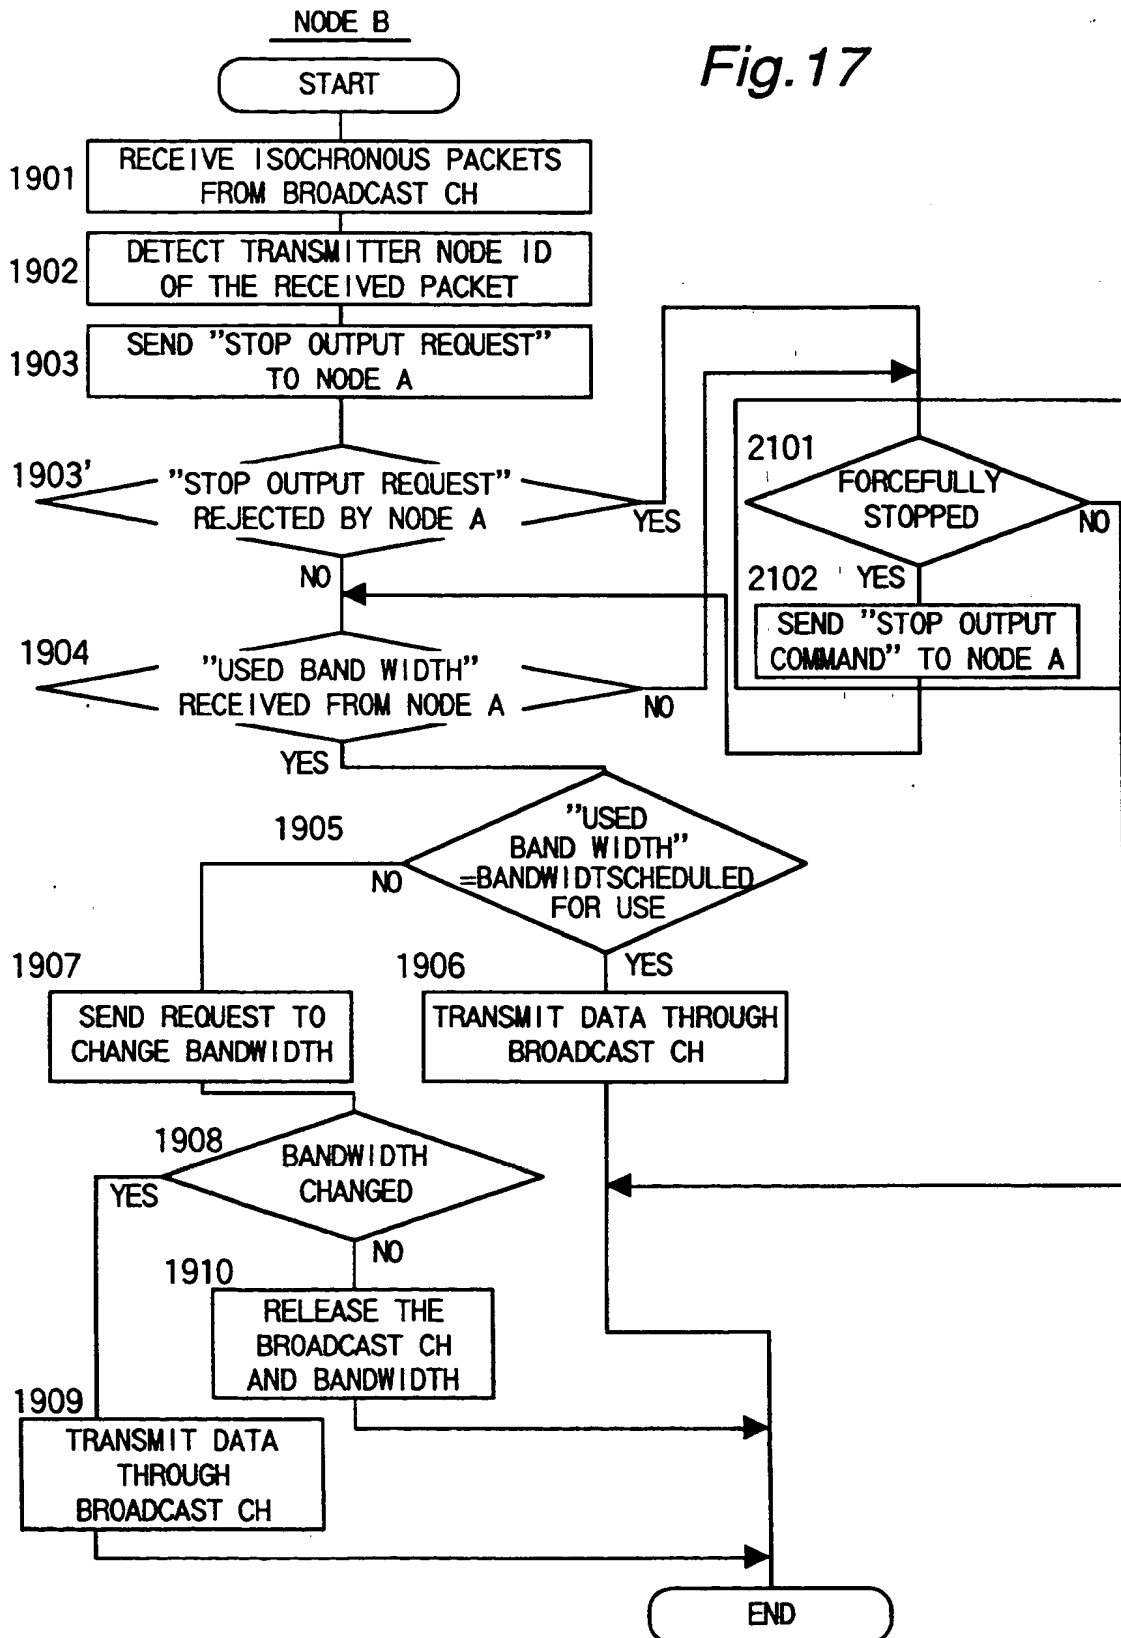 NODE B
Fig.17
START
1901
RECEIVE ISOCHRONOUS PACKETS
FROM BROADCAST CH
1902
DETECT TRANSMITTER NODE ID
OF THE RECEIVED PACKET
1903
SEND "STOP OUTPUT REQUEST"
TO NODE A
1903'
"STOP OUTPUT REQUEST"
REJECTED BY NODE A
YES
NO
2101
FORCEFULLY
STOPPED
NO
YES
2102
SEND "STOP OUTPUT
COMMAND" TO NODE A
1904
"USED BAND WIDTH"
RECEIVED FROM NODE A
NO
YES
1905
"USED
BAND WIDTH"
=BANDWIDTSCHEDULED
FOR USE
NO
YES
1907
SEND REQUEST TO
CHANGE BANDWIDTH
1906
TRANSMIT DATA THROUGH
BROADCAST CH
1908
BANDWIDTH
CHANGED
YES
NO
1910
RELEASE THE
BROADCAST CH
AND BANDWIDTH
1909
TRANSMIT DATA
THROUGH
BROADCAST CH
END